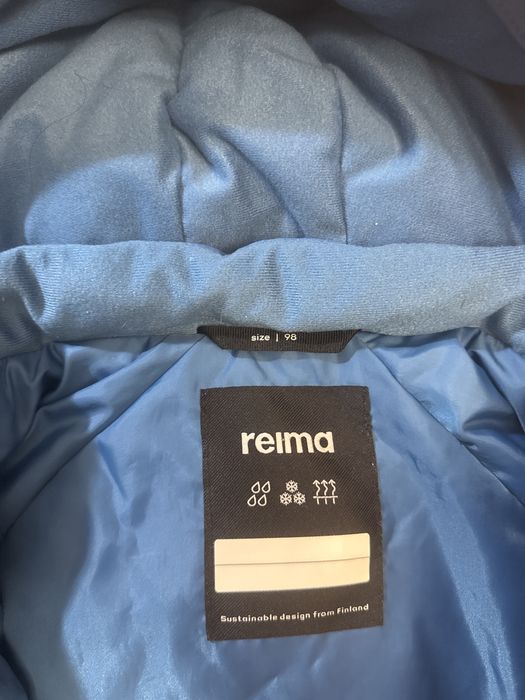 size | 98
reima
Sustainable design from Finland